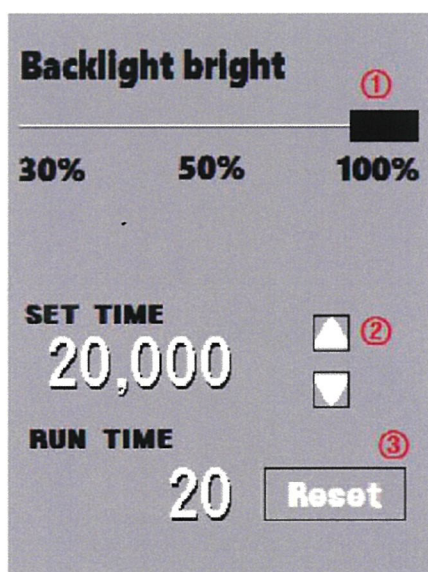 Backlight bright
①
30% 50% 100%
SET TIME
20,000
②
RUN TIME
③
20 Reset